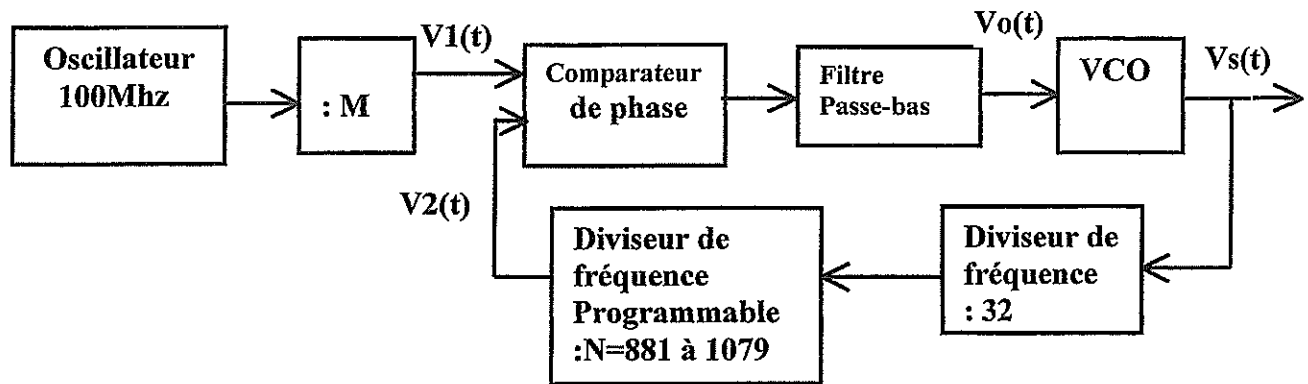 Oscillateur
100Mhz
: M
V1(t)
Comparateur
de phase
Filtre
Passe-bas
Vo(t)
VCO
Vs(t)
V2(t)
Diviseur de
fréquence
Programmable
:N=881 à 1079
Diviseur de
fréquence
: 32